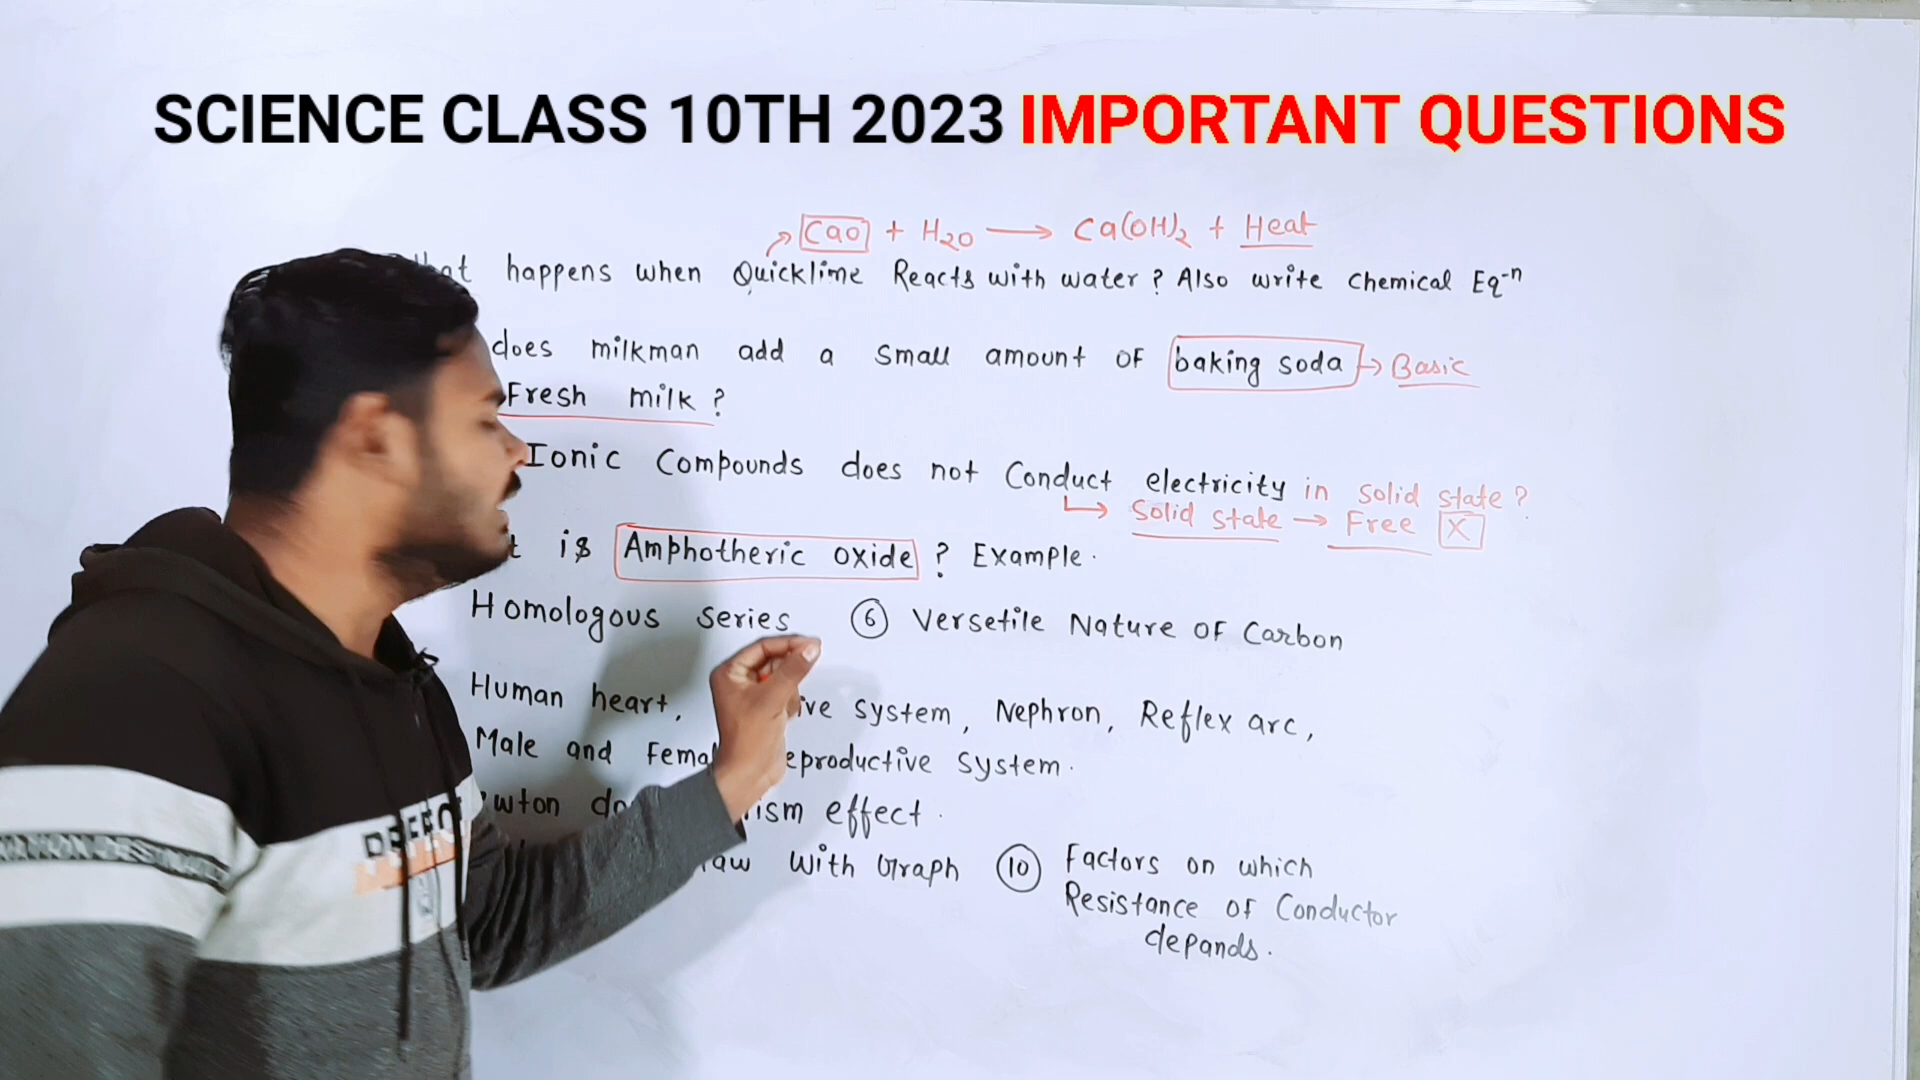 SCIENCE CLASS 10TH 2023 IMPORTANT QUESTIONS
CaO + H2O → Ca(OH)2 + Heat
happens when Quicklime Reacts with water ? Also write chemical Eq-n
does milkman add a small amount of baking soda → Basic
Fresh milk ?
Ionic Compounds does not Conduct electricity in solid state ?
↳ Solid state → Free X
is Amphotheric oxide ? Example.
Homologous series ⑥ Versetile Nature of Carbon
Human heart, system, Nephron, Reflex arc,
Male and eproductive system.
effect.
with Graph ⑩ Factors on which
Resistance of Conductor
depands.